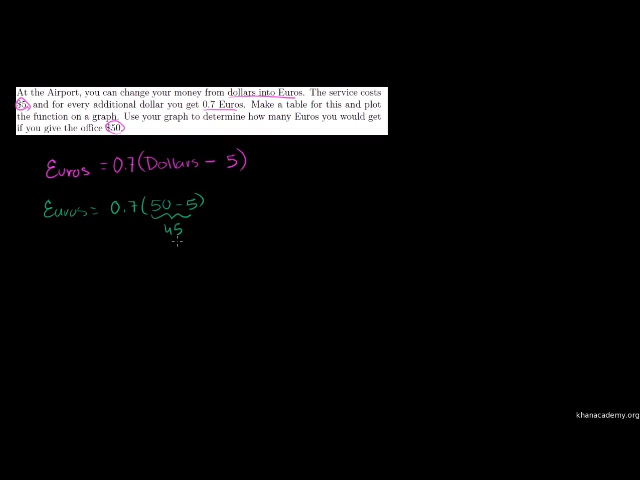 At the Airport, you can change your money from dollars into Euros. The service costs
$5, and for every additional dollar you get 0.7 Euros. Make a table for this and plot
the function on a graph. Use your graph to determine how many Euros you would get
if you give the office $50.
Euros = 0.7(Dollars - 5)
Euros = 0.7(50 - 5)
45
khanacademy.org